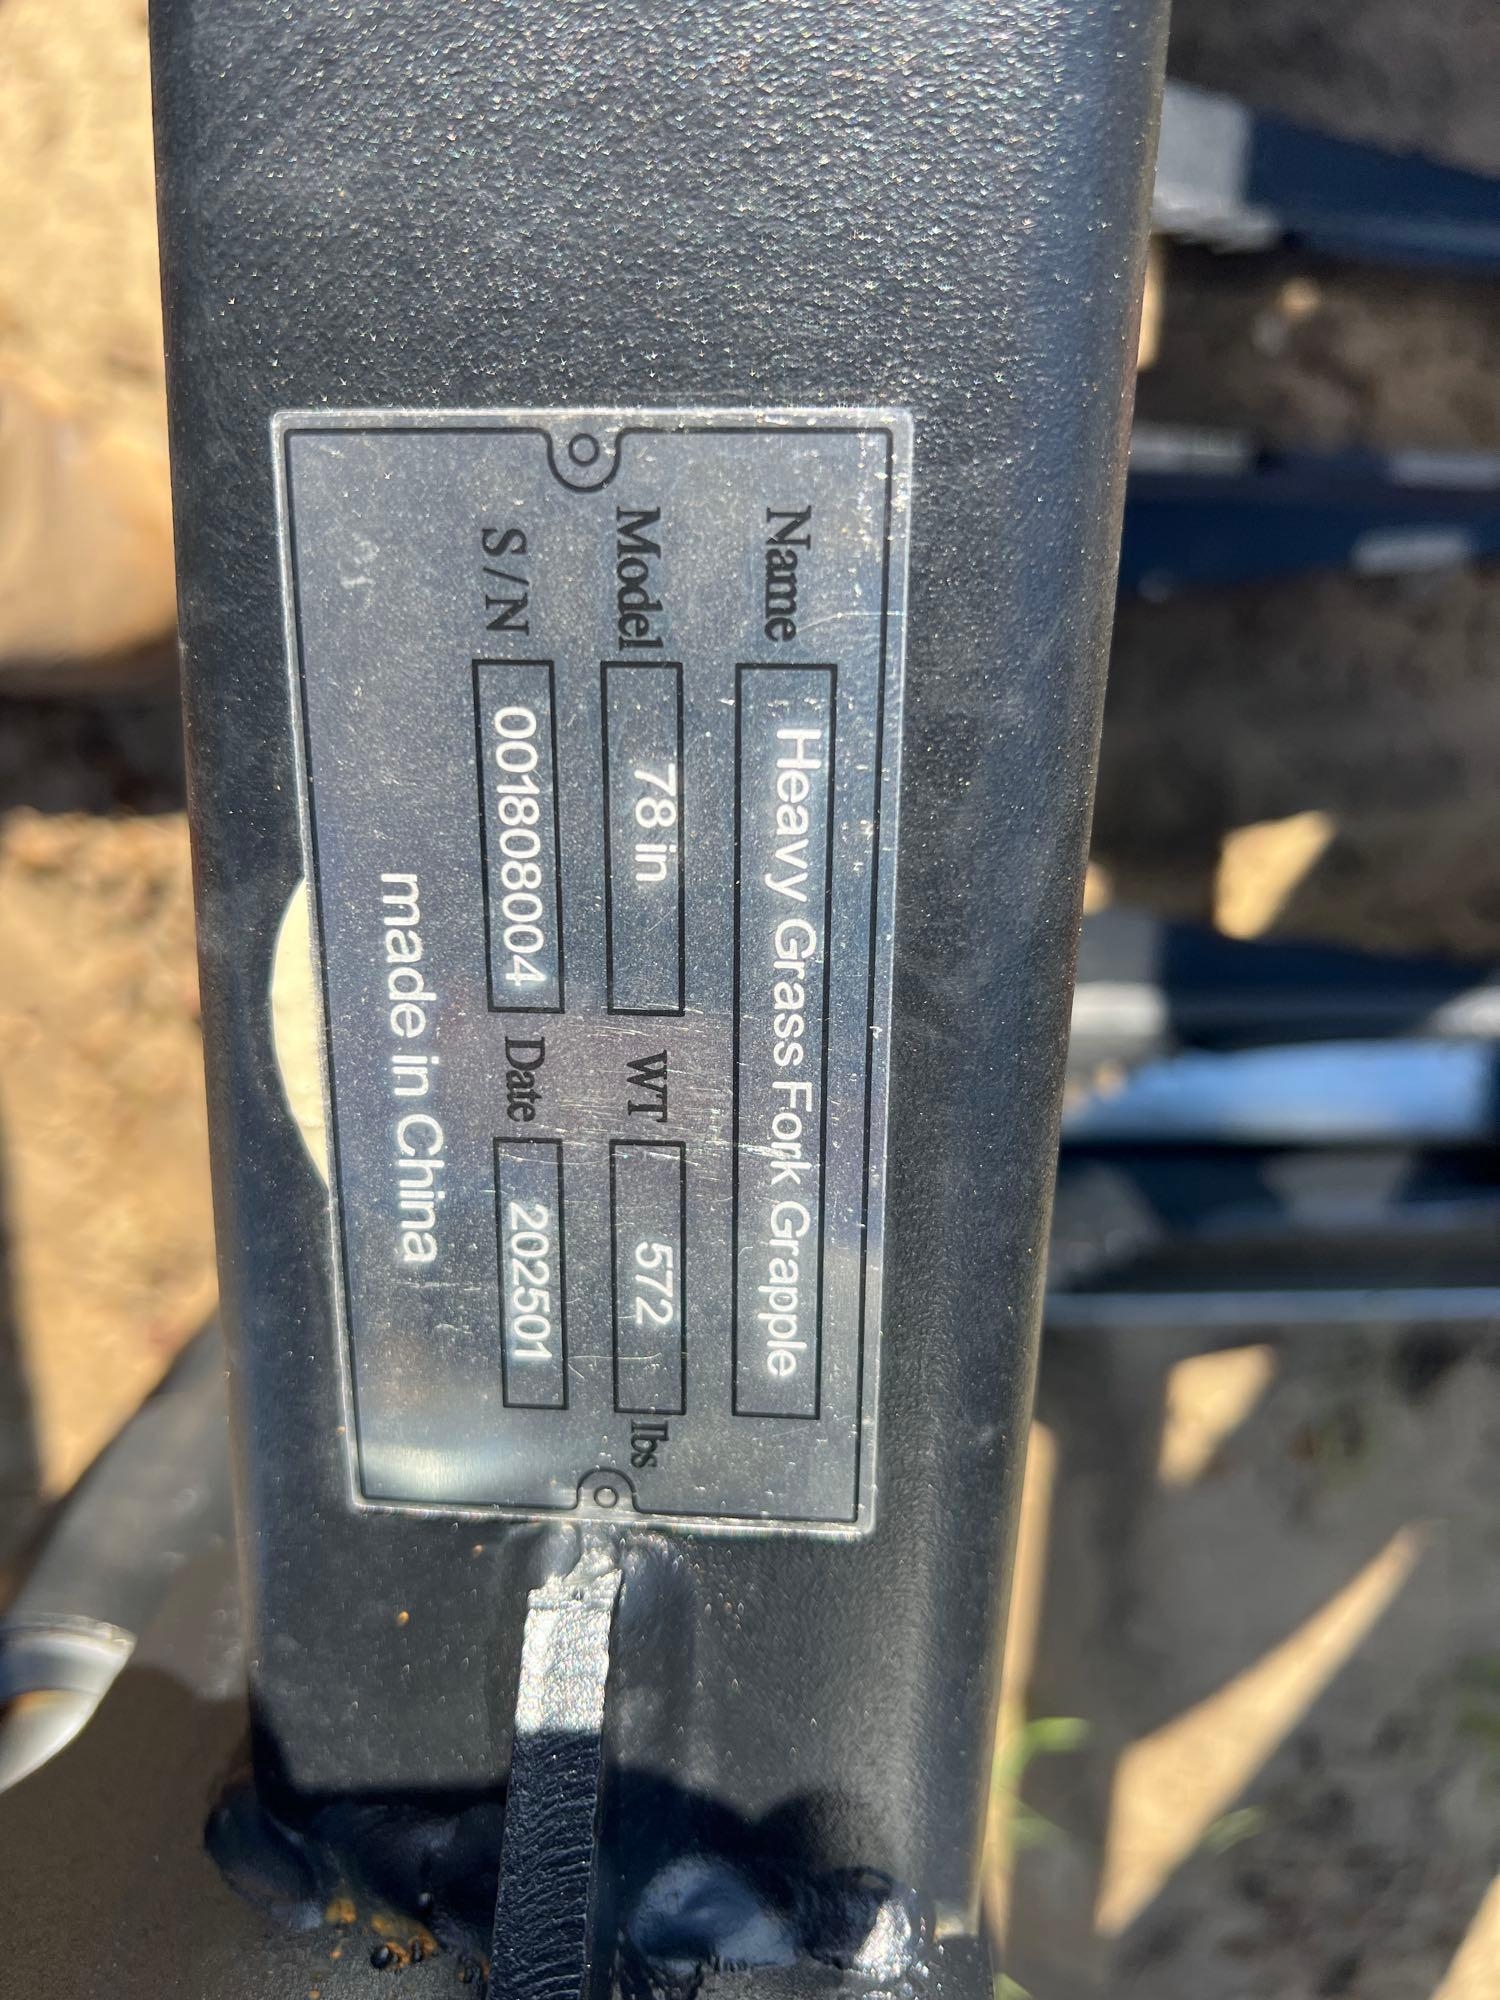 Name Heavy Grass Fork Grapple
Model 78 in WT 572 lbs
S/N 001808004 Date 202501
made in China